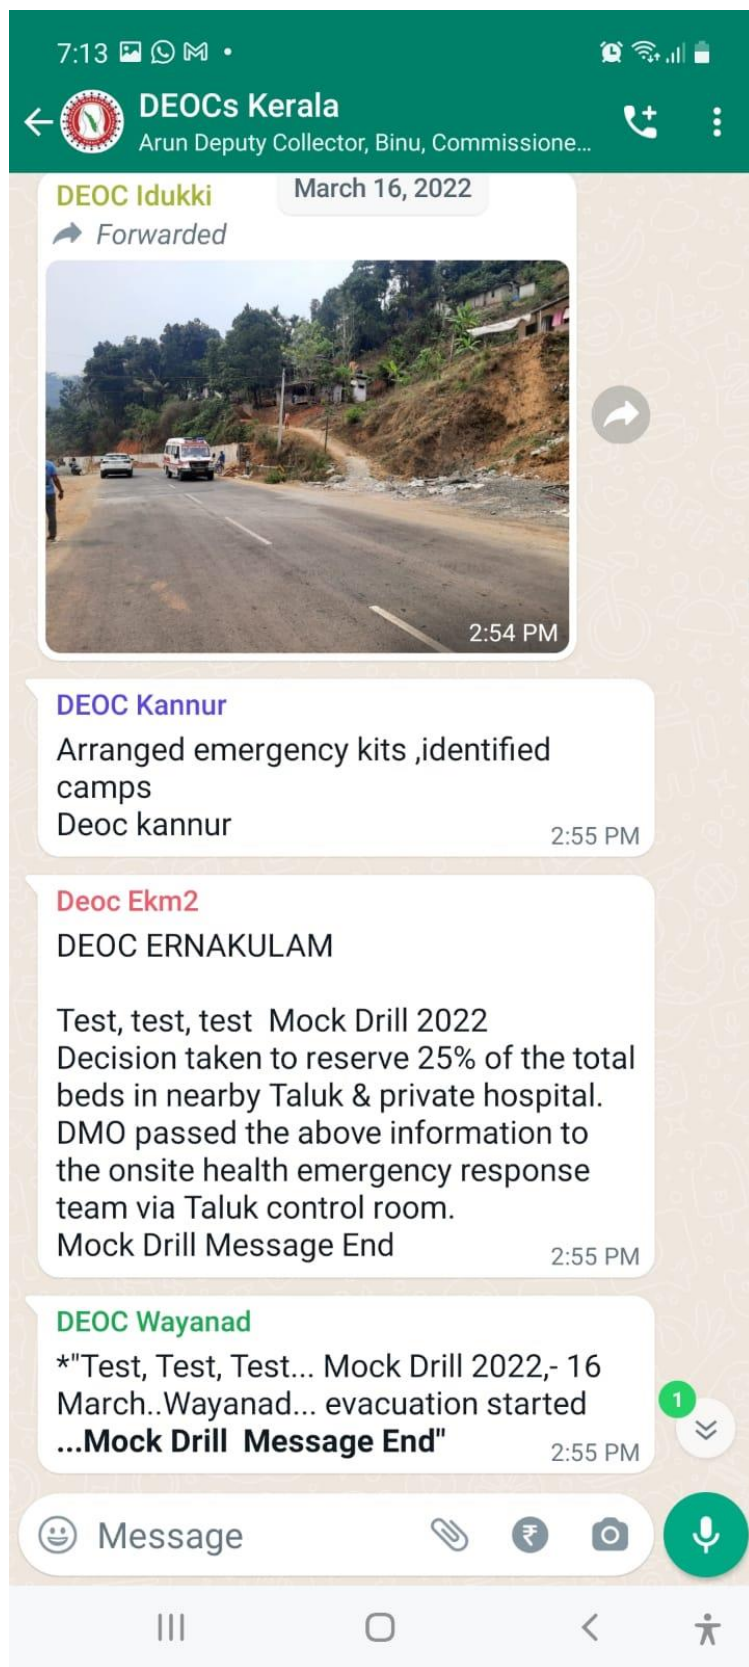 7:13
DEOCs Kerala
Arun Deputy Collector, Binu, Commissione...
March 16, 2022
DEOC Idukki
Forwarded
2:54 PM
DEOC Kannur
Arranged emergency kits ,identified
camps
Deoc kannur
2:55 PM
Deoc Ekm2
DEOC ERNAKULAM
Test, test, test  Mock Drill 2022
Decision taken to reserve 25% of the total
beds in nearby Taluk & private hospital.
DMO passed the above information to
the onsite health emergency response
team via Taluk control room.
Mock Drill Message End
2:55 PM
DEOC Wayanad
*"Test, Test, Test... Mock Drill 2022,- 16
March..Wayanad... evacuation started
...Mock Drill  Message End"
2:55 PM
1
Message